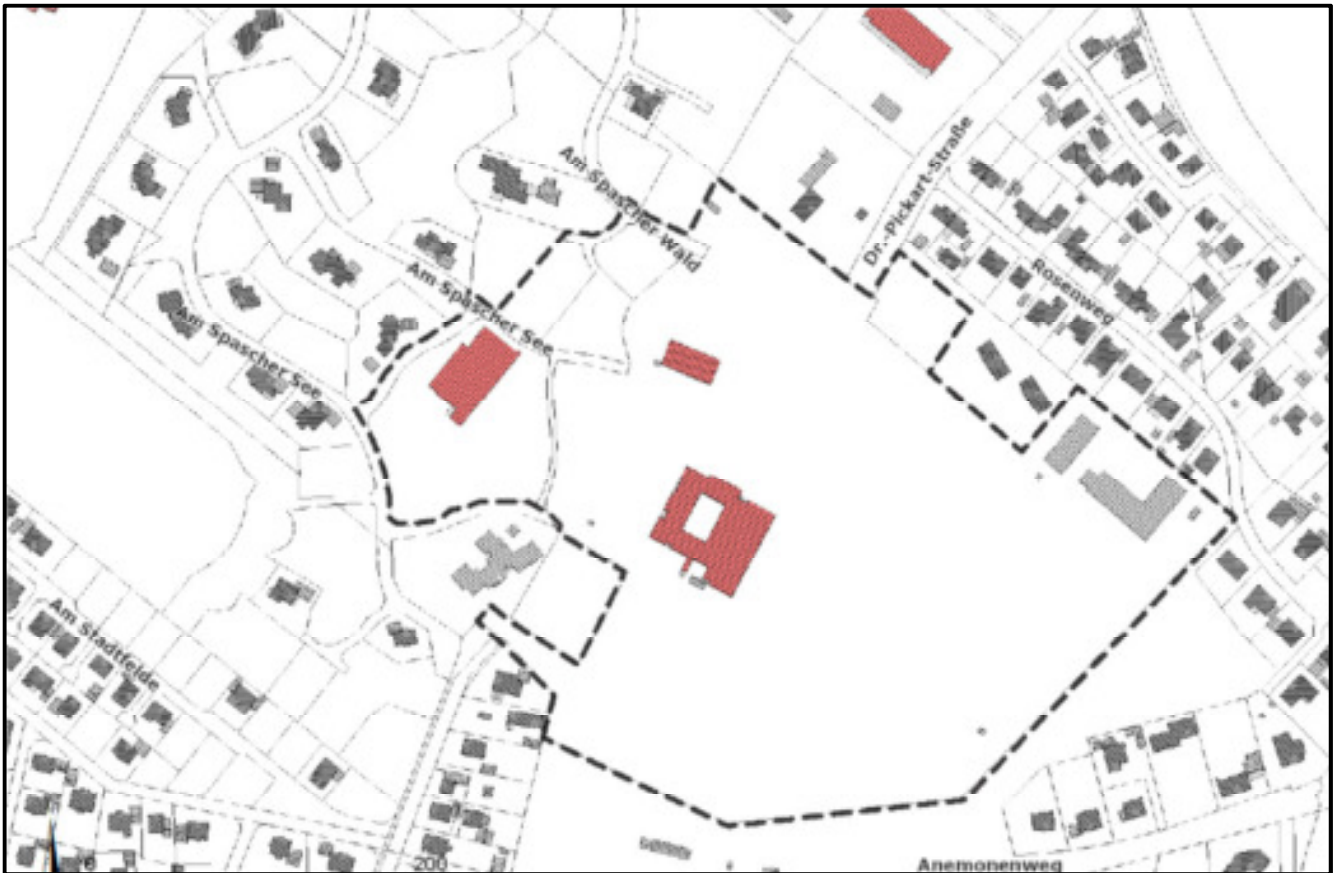 Am Spascher Wald
Dr.-Pickart-Straße
Rosenweg
Am Spascher See
Am Spascher See
Am Stadtfelde
0
200
Anemonenweg